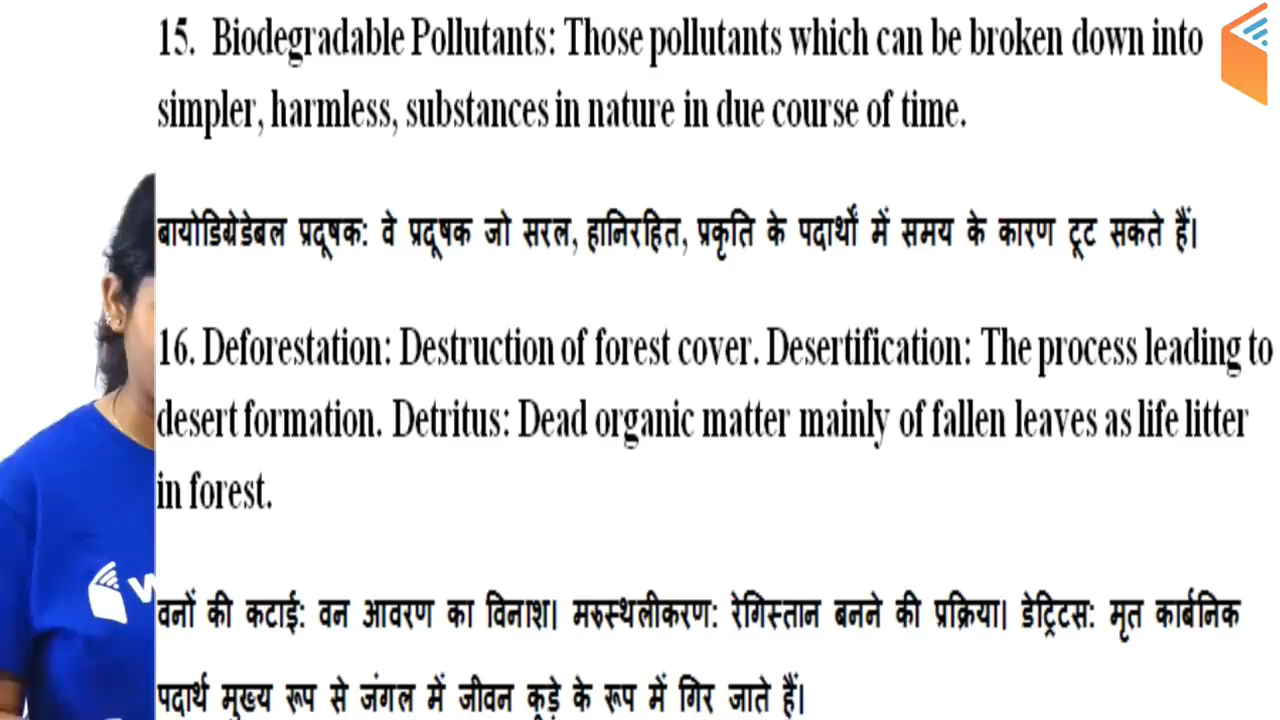 15. Biodegradable Pollutants: Those pollutants which can be broken down into
simpler, harmless, substances in nature in due course of time.
बायोडिग्रेडेबल प्रदूषक: वे प्रदूषक जो सरल, हानिरहित, प्रकृति के पदार्थों में समय के कारण टूट सकते हैं।
16. Deforestation: Destruction of forest cover. Desertification: The process leading to
desert formation. Detritus: Dead organic matter mainly of fallen leaves as life litter
in forest.
वनों की कटाई: वन आवरण का विनाश। मरुस्थलीकरण: रेगिस्तान बनने की प्रक्रिया। डेट्रिटस: मृत कार्बनिक
पदार्थ मुख्य रूप से जंगल में जीवन कूड़े के रूप में गिर जाते हैं।